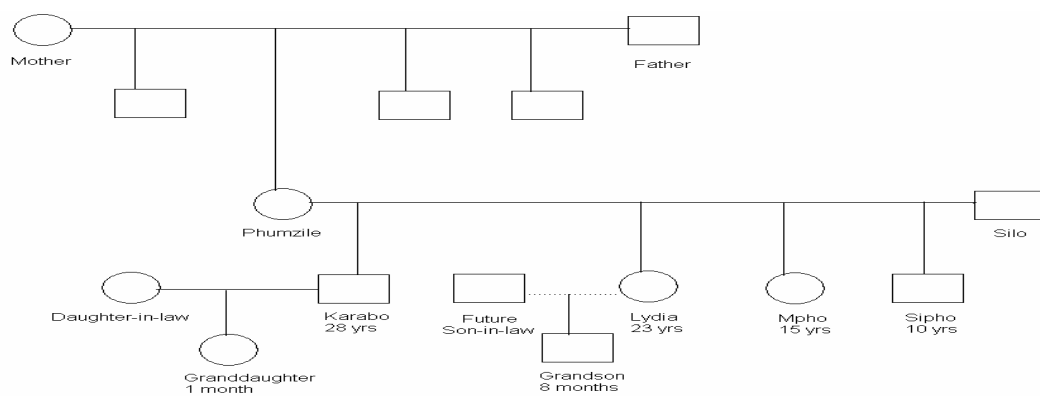 Mother
Father
Phumzile
Silo
Daughter-in-law
Karabo
28 yrs
Future
Son-in-law
Lydia
23 yrs
Mpho
15 yrs
Sipho
10 yrs
Granddaughter
1 month
Grandson
8 months